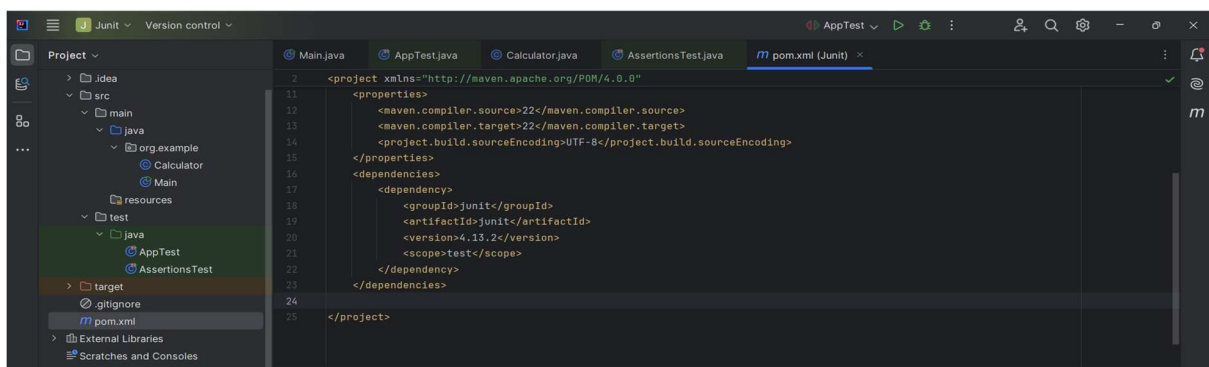 J Junit Version control AppTest
Project
.idea
src
main
java
org.example
Calculator
Main
resources
test
java
AppTest
AssertionsTest
target
.gitignore
pom.xml
External Libraries
Scratches and Consoles
Main.java AppTest.java Calculator.java AssertionsTest.java pom.xml (Junit)
2 <project xmlns="http://maven.apache.org/POM/4.0.0"
11 <properties>
12 <maven.compiler.source>22</maven.compiler.source>
13 <maven.compiler.target>22</maven.compiler.target>
14 <project.build.sourceEncoding>UTF-8</project.build.sourceEncoding>
15 </properties>
16 <dependencies>
17 <dependency>
18 <groupId>junit</groupId>
19 <artifactId>junit</artifactId>
20 <version>4.13.2</version>
21 <scope>test</scope>
22 </dependency>
23 </dependencies>
24
25 </project>